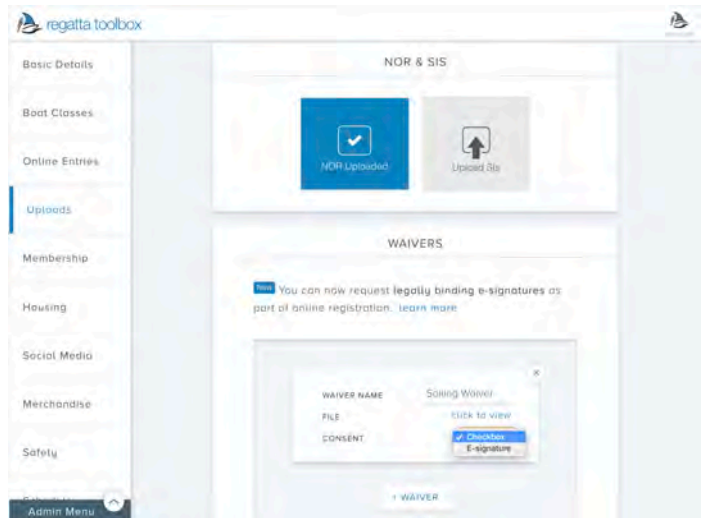 regatta toolbox
Basic Details
Boat Classes
Online Entries
Uploads
Membership
Housing
Social Media
Merchandise
Safety
Admin Menu
NOR & SIS
NOR Uploaded
Upload SIs
WAIVERS
New You can now request legally binding e-signatures as
part of online registration. learn more
WAIVER NAME Sailing Waiver
FILE click to view
CONSENT Checkbox
E-signature
+ WAIVER